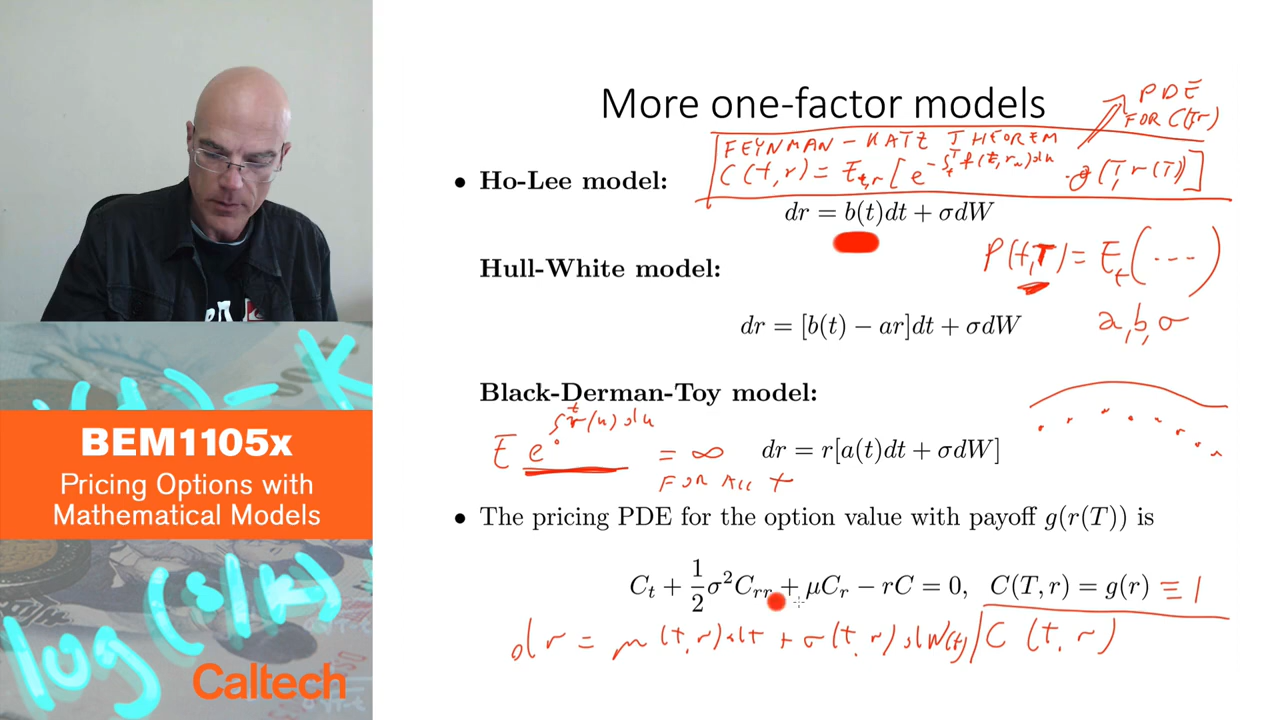 More one-factor models
PDE
FOR C(t,r)
FEYNMAN-KATZ THEOREM
C(t,r) = E_{t,r}[e^{-∫_t^T f(t,r_u)du} · g(T,r(T))]
• Ho-Lee model:
dr = b(t)dt + σdW
P(t,T) = E_t(---)
Hull-White model:
dr = [b(t) − ar]dt + σdW
a, b, σ
Black-Derman-Toy model:
E e^{∫_0^t r(u)du} = ∞
FOR ALL t
dr = r[a(t)dt + σdW]
• The pricing PDE for the option value with payoff g(r(T)) is
C_t + 1/2 σ²C_{rr} + μC_r − rC = 0, C(T, r) = g(r) ≡ 1
dr = μ(t,r)dt + σ(t,r)dW(t) C(t,r)
BEM1105x
Pricing Options with
Mathematical Models
log(s/k)
Caltech